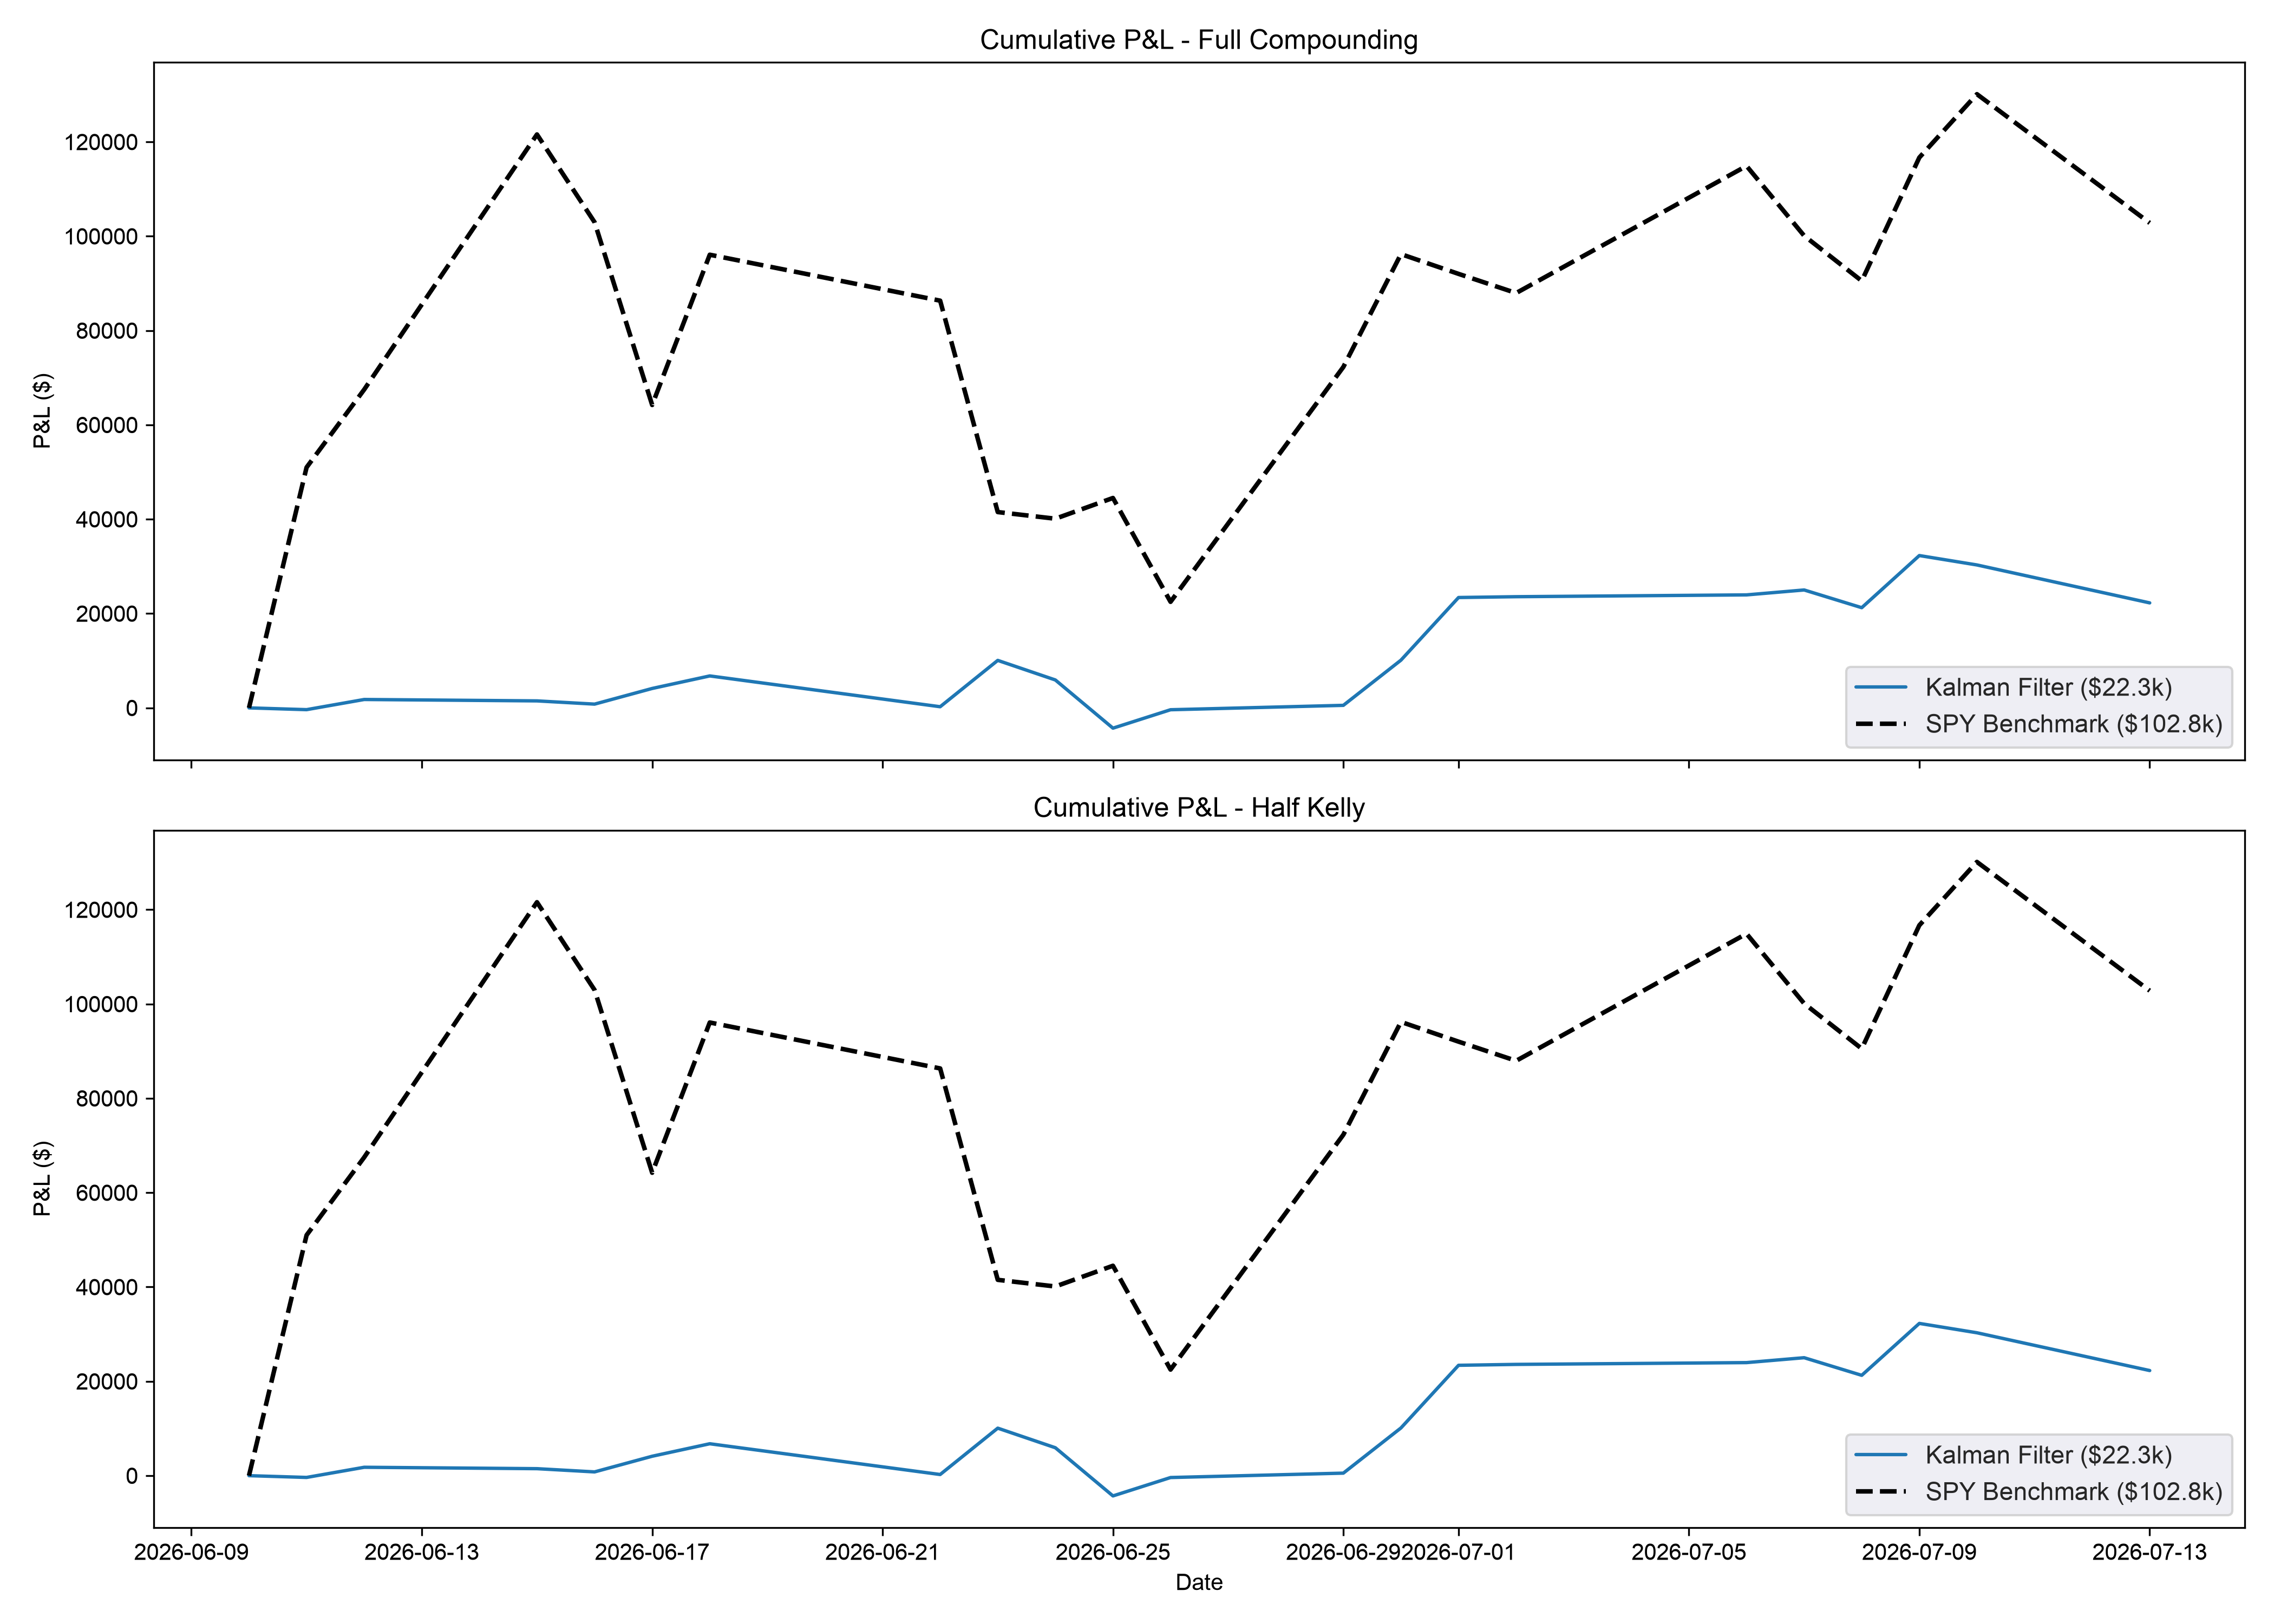 Cumulative P&L - Full Compounding
P&L ($)
120000
100000
80000
60000
40000
20000
0
Kalman Filter ($22.3k)
SPY Benchmark ($102.8k)
Cumulative P&L - Half Kelly
P&L ($)
120000
100000
80000
60000
40000
20000
0
Kalman Filter ($22.3k)
SPY Benchmark ($102.8k)
2026-06-09 2026-06-13 2026-06-17 2026-06-21 2026-06-25 2026-06-29 2026-07-01 2026-07-05 2026-07-09 2026-07-13
Date